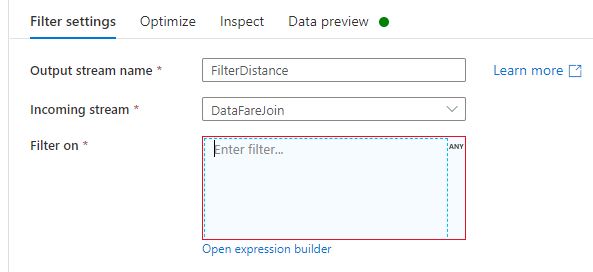 Filter settings Optimize Inspect Data preview
Output stream name * FilterDistance Learn more
Incoming stream * DataFareJoin
Filter on * Enter filter... ANY
Open expression builder